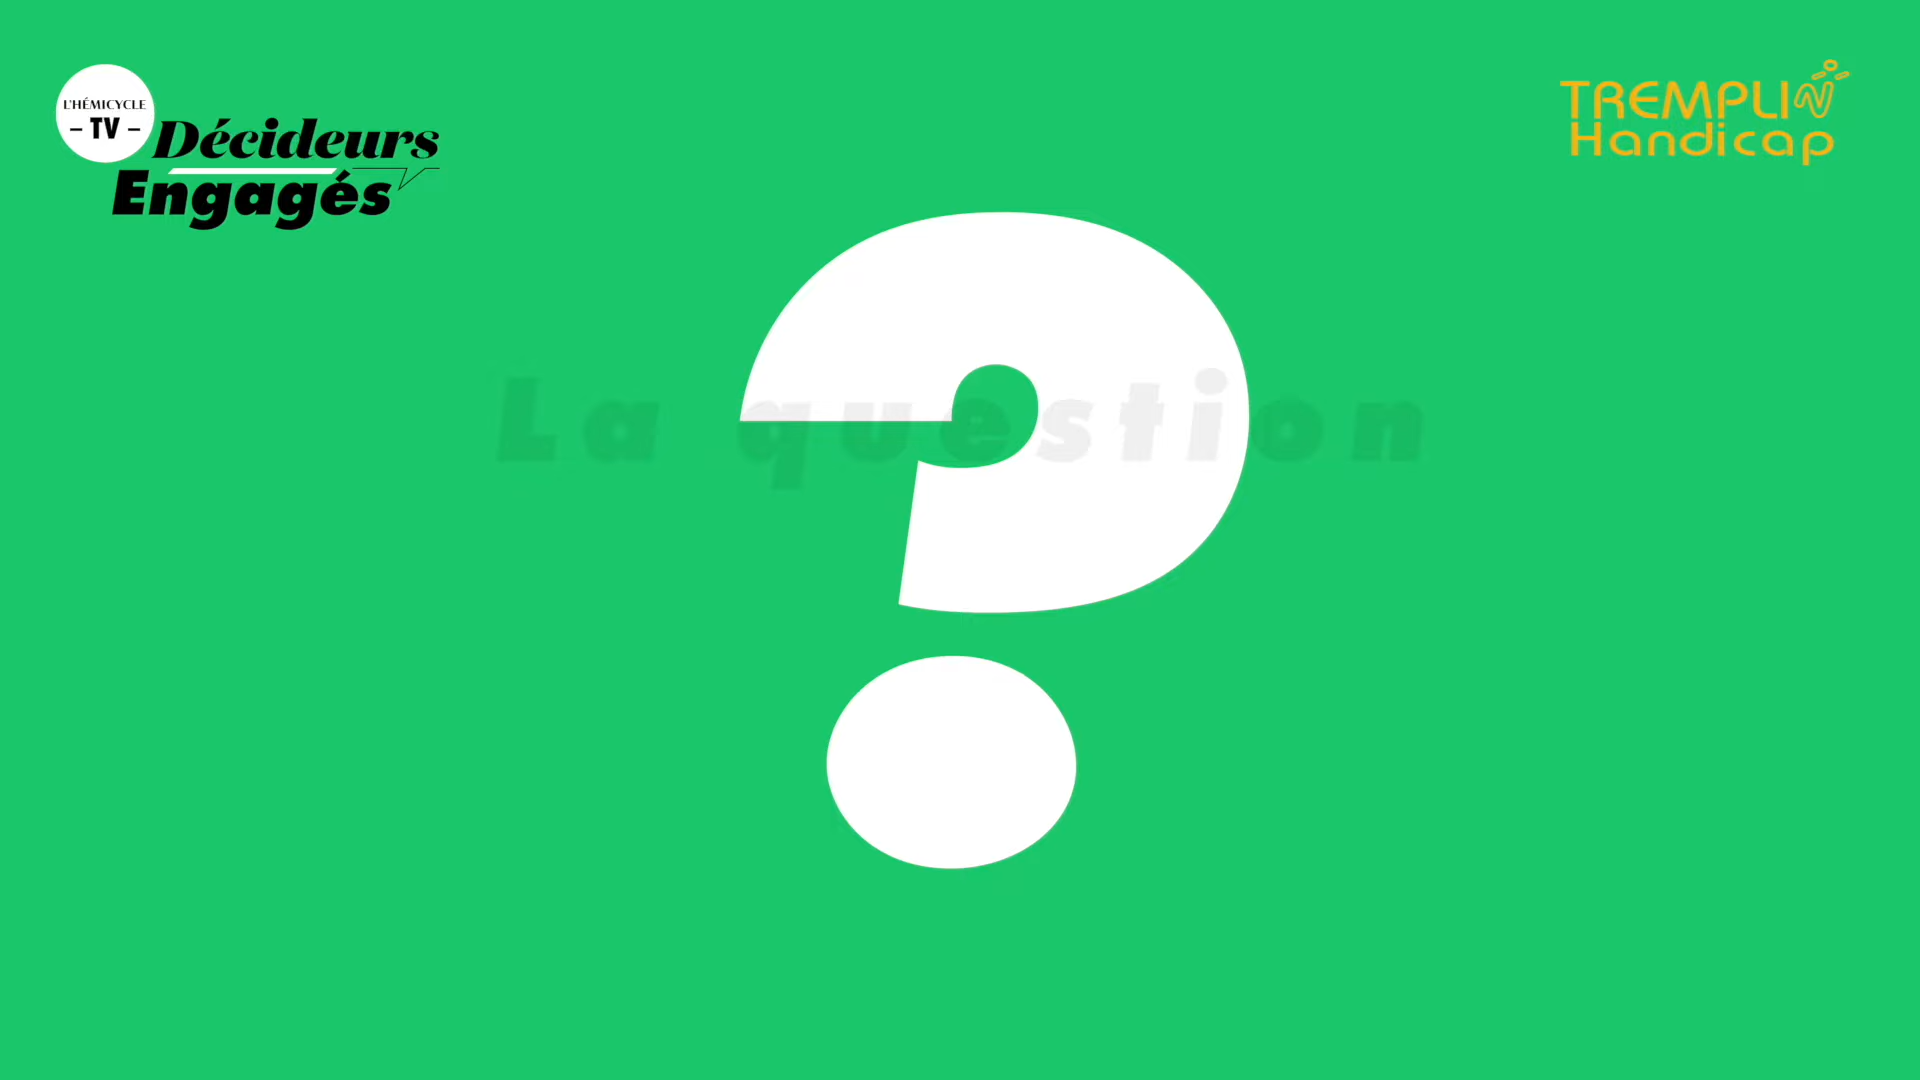 L'HÉMICYCLE
– TV –
Décideurs
Engagés
TREMPLIN
Handicap
La question
?